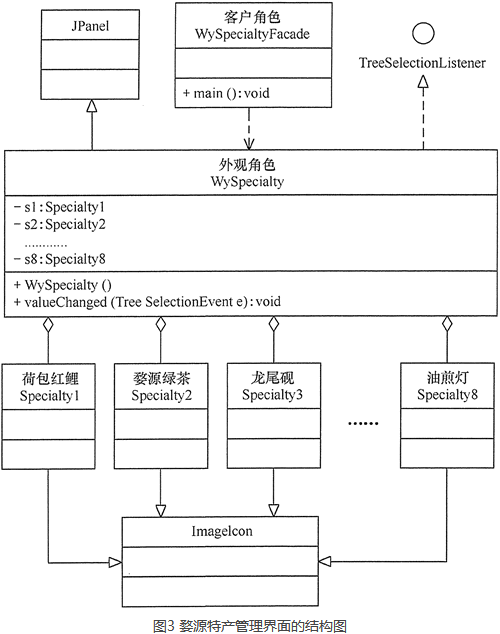 JPanel
客户角色
WySpecialtyFacade
+ main ():void
TreeSelectionListener
外观角色
WySpecialty
- s1:Specialty1
- s2:Specialty2
............
- s8:Specialty8
+ WySpecialty ()
+ valueChanged (Tree SelectionEvent e):void
荷包红鲤
Specialty1
婺源绿茶
Specialty2
龙尾砚
Specialty3
……
油煎灯
Specialty8
ImageIcon
图3 婺源特产管理界面的结构图